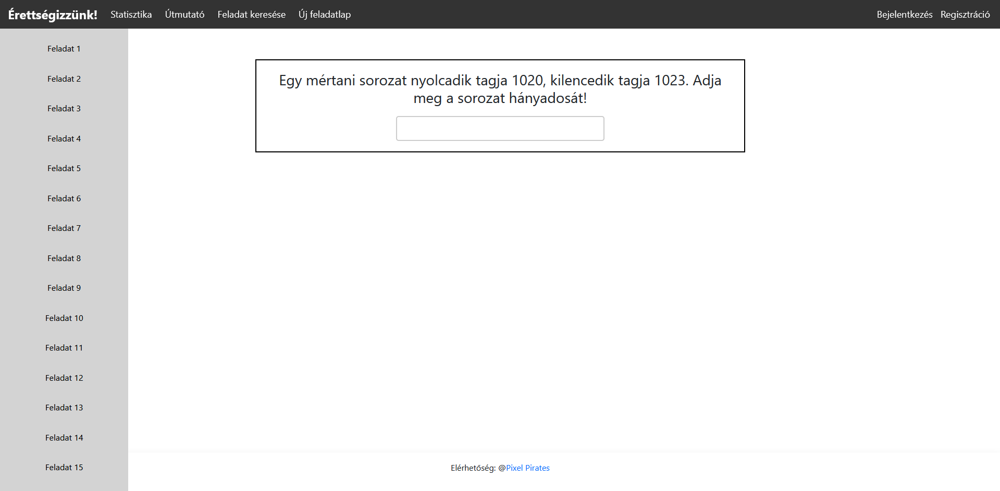 Érettségizzünk! Statisztika Útmutató Feladat keresése Új feladatlap Bejelentkezés Regisztráció
Feladat 1
Feladat 2
Feladat 3
Feladat 4
Feladat 5
Feladat 6
Feladat 7
Feladat 8
Feladat 9
Feladat 10
Feladat 11
Feladat 12
Feladat 13
Feladat 14
Feladat 15
Egy mértani sorozat nyolcadik tagja 1020, kilencedik tagja 1023. Adja
meg a sorozat hányadosát!
Elérhetőség: @Pixel Pirates